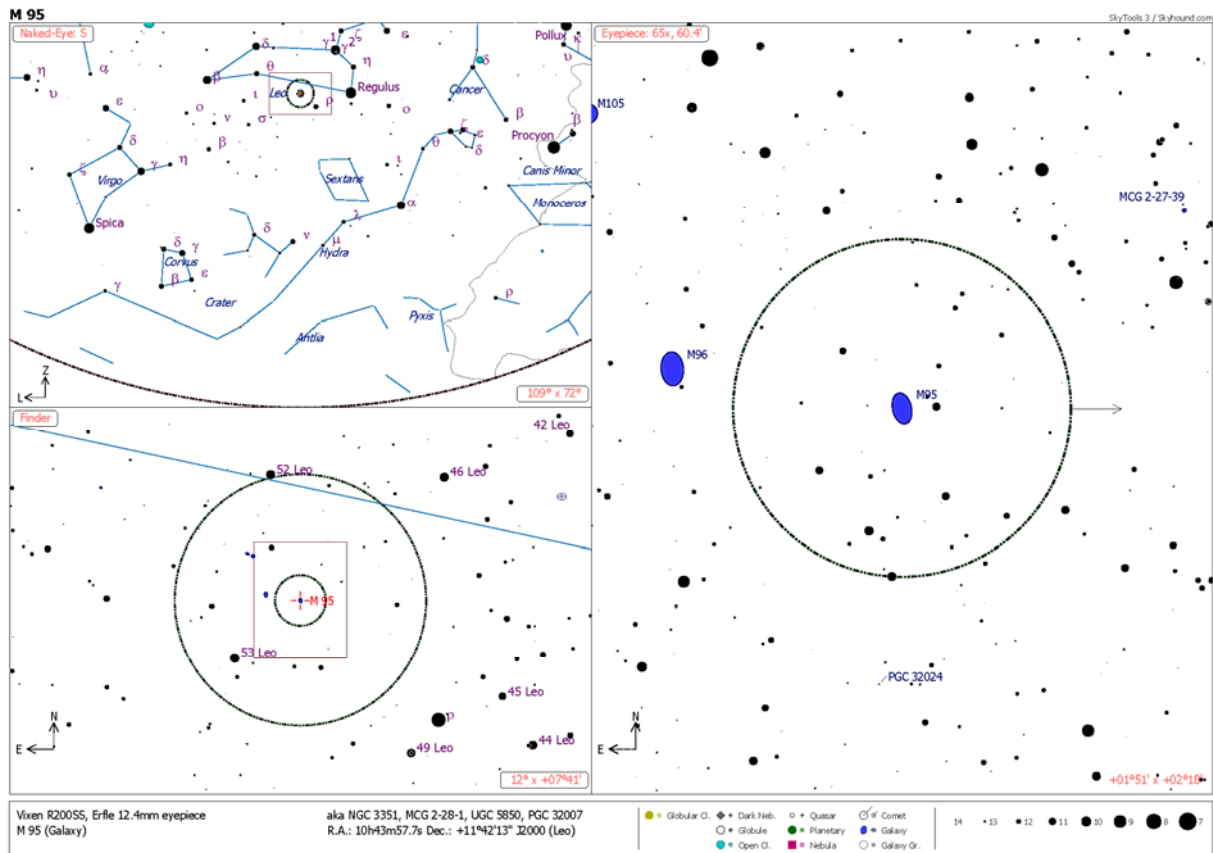 M 95
SkyTools 3 / Skyhound.com
Naked-Eye: S
δ
γ1
ζ
γ2
ε
β
θ
η
Regulus
Leo
ρ
ι
ο
ν
σ
ο
β
Pollux
κ
υ
δ
Cancer
β
Procyon
β
Canis Minor
Monoceros
η
α
υ
ε
δ
ζ
γ
η
Virgo
Spica
θ
ζ
ε
δ
ι
Sextans
α
λ
μ
Hydra
δ
ν
Crater
δ
γ
Corvus
β
ε
γ
Antlia
Pyxis
ρ
Z
L
109° x 72°
Finder
42 Leo
52 Leo
46 Leo
M 95
53 Leo
45 Leo
ρ
49 Leo
44 Leo
N
E
12° x +07°41'
Eyepiece: 65x, 60.4'
M105
MCG 2-27-39
M96
M95
PGC 32024
N
E
+01°51' x +02°18'
Vixen R200SS, Erfle 12.4mm eyepiece
M 95 (Galaxy)
aka NGC 3351, MCG 2-28-1, UGC 5850, PGC 32007
R.A.: 10h43m57.7s Dec.: +11°42'13" J2000 (Leo)
Globular Cl. Dark Neb. Quasar Comet
Globule Planetary Galaxy
Open Cl. Nebula Galaxy Gr.
14 13 12 11 10 9 8 7